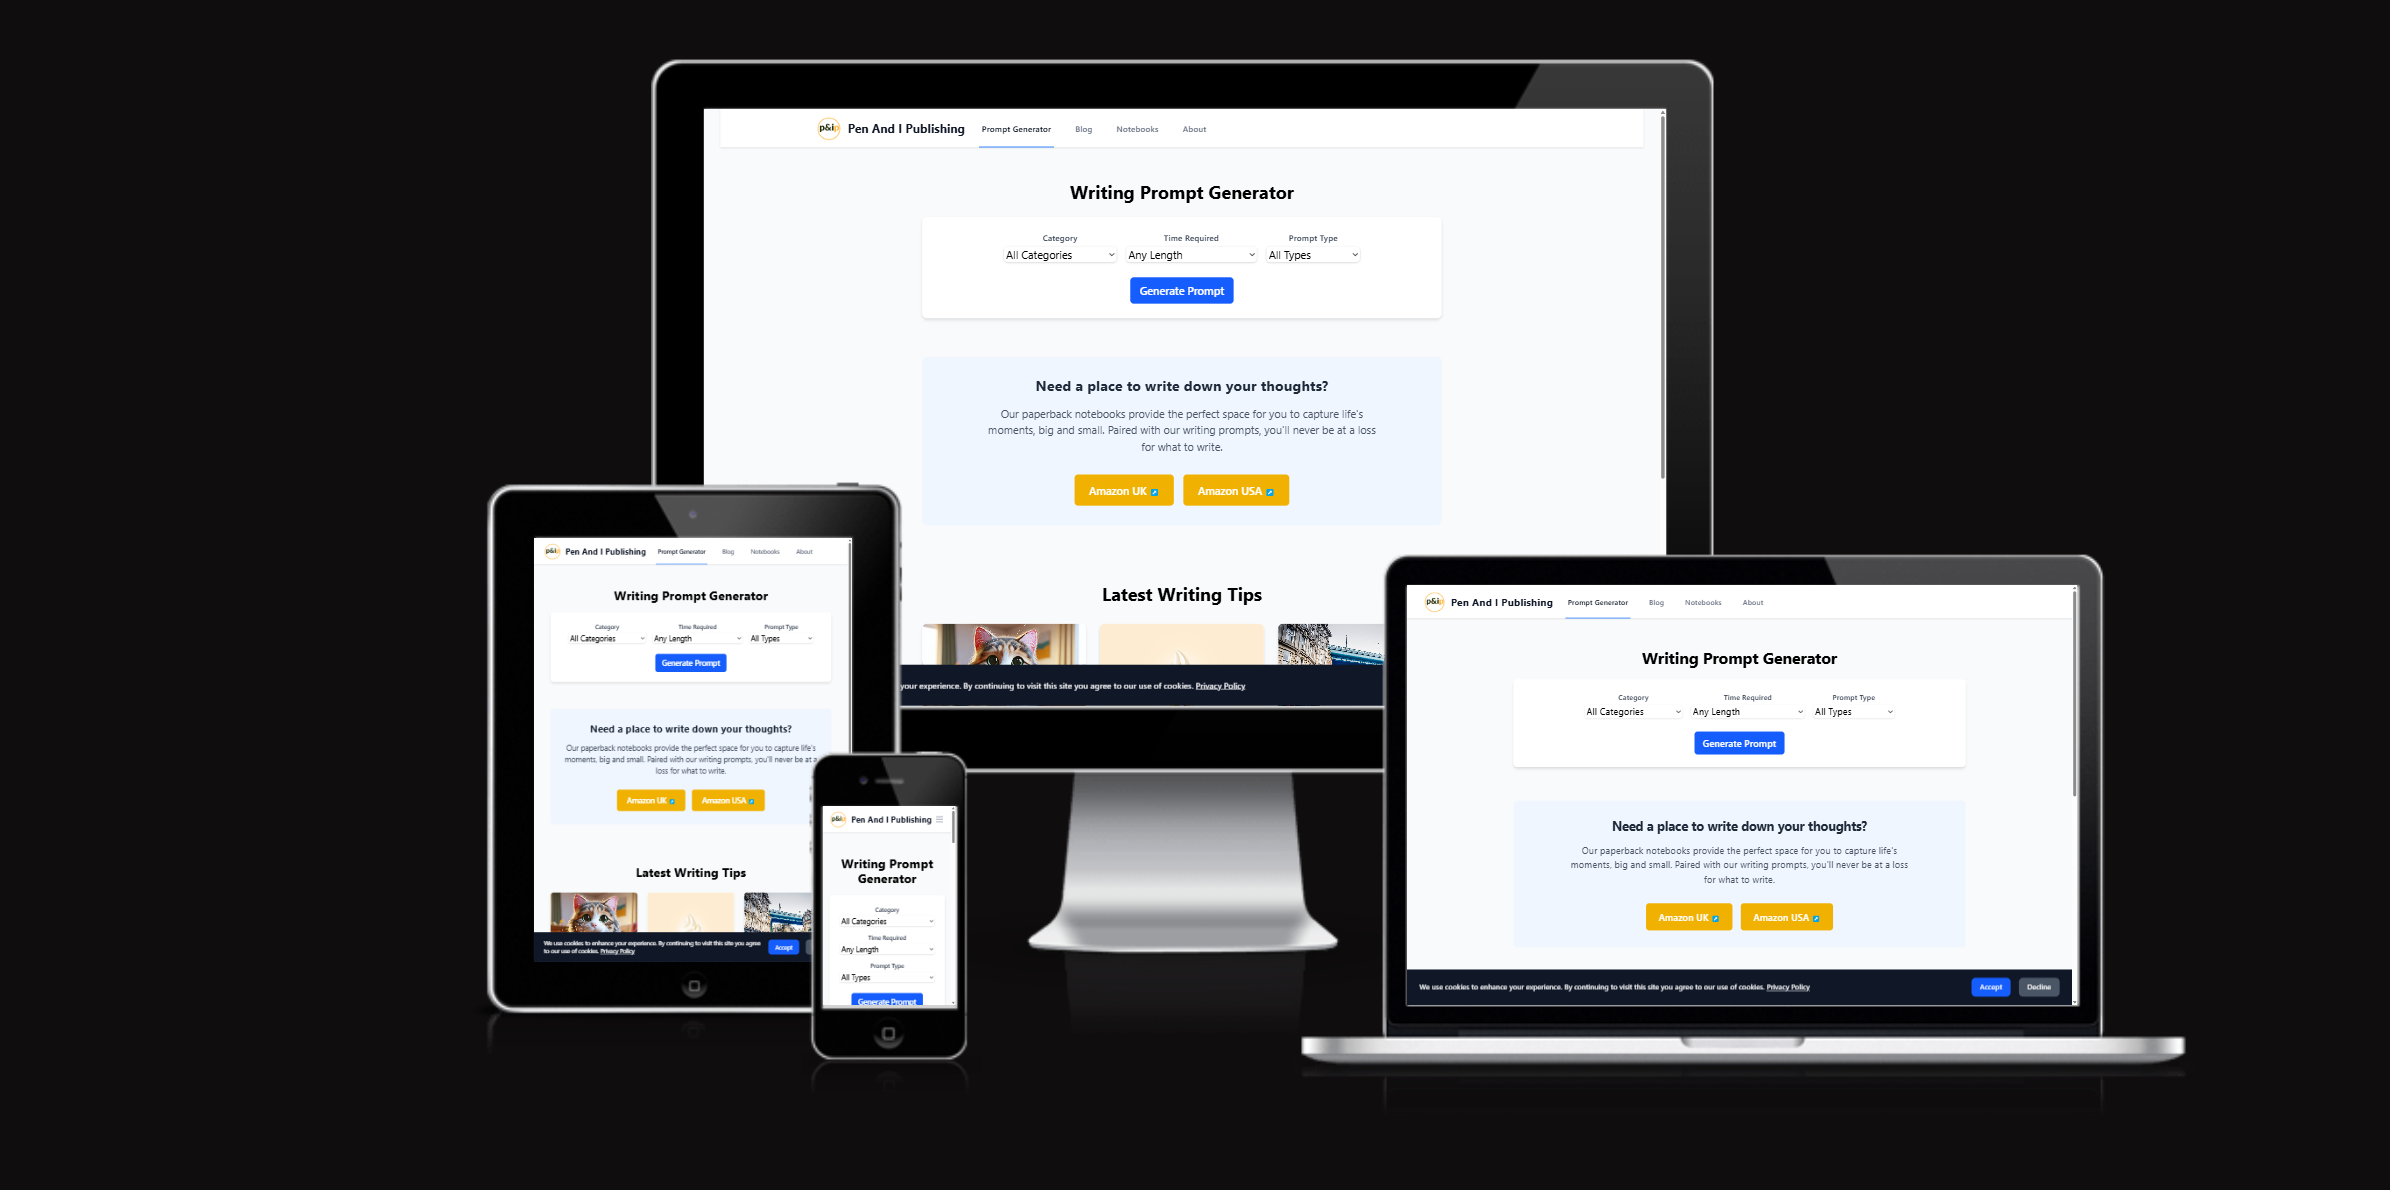 p&ip Pen And I Publishing Prompt Generator Blog Notebooks About
Writing Prompt Generator
Category Time Required Prompt Type
All Categories Any Length All Types
Generate Prompt
Need a place to write down your thoughts?
Our paperback notebooks provide the perfect space for you to capture life's
moments, big and small. Paired with our writing prompts, you'll never be at a loss
for what to write.
Amazon UK Amazon USA
Latest Writing Tips
your experience. By continuing to visit this site you agree to our use of cookies. Privacy Policy
p&ip Pen And I Publishing Prompt Generator Blog Notebooks About
Writing Prompt Generator
Category Time Required Prompt Type
All Categories Any Length All Types
Generate Prompt
Need a place to write down your thoughts?
Our paperback notebooks provide the perfect space for you to capture life's
moments, big and small. Paired with our writing prompts, you'll never be at a
loss for what to write.
Amazon UK Amazon USA
Latest Writing Tips
We use cookies to enhance your experience. By continuing to visit this site you agree
to our use of cookies. Privacy Policy
Accept
p&ip Pen And I Publishing
Writing Prompt
Generator
Category
All Categories
Time Required
Any Length
Prompt Type
All Types
Generate Prompt
p&ip Pen And I Publishing Prompt Generator Blog Notebooks About
Writing Prompt Generator
Category Time Required Prompt Type
All Categories Any Length All Types
Generate Prompt
Need a place to write down your thoughts?
Our paperback notebooks provide the perfect space for you to capture life's
moments, big and small. Paired with our writing prompts, you'll never be at a loss
for what to write.
Amazon UK Amazon USA
We use cookies to enhance your experience. By continuing to visit this site you agree to our use of cookies. Privacy Policy Accept Decline